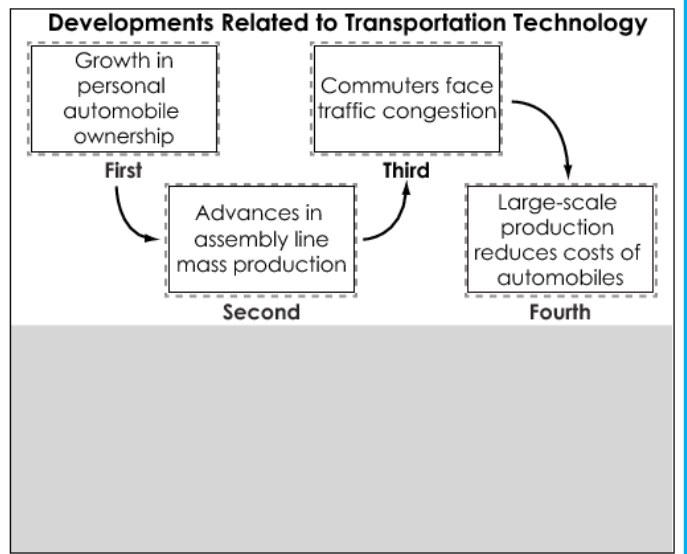 Developments Related to Transportation Technology
Growth in
personal
automobile
ownership
First
Advances in
assembly line
mass production
Second
Commuters face
traffic congestion
Third
Large-scale
production
reduces costs of
automobiles
Fourth